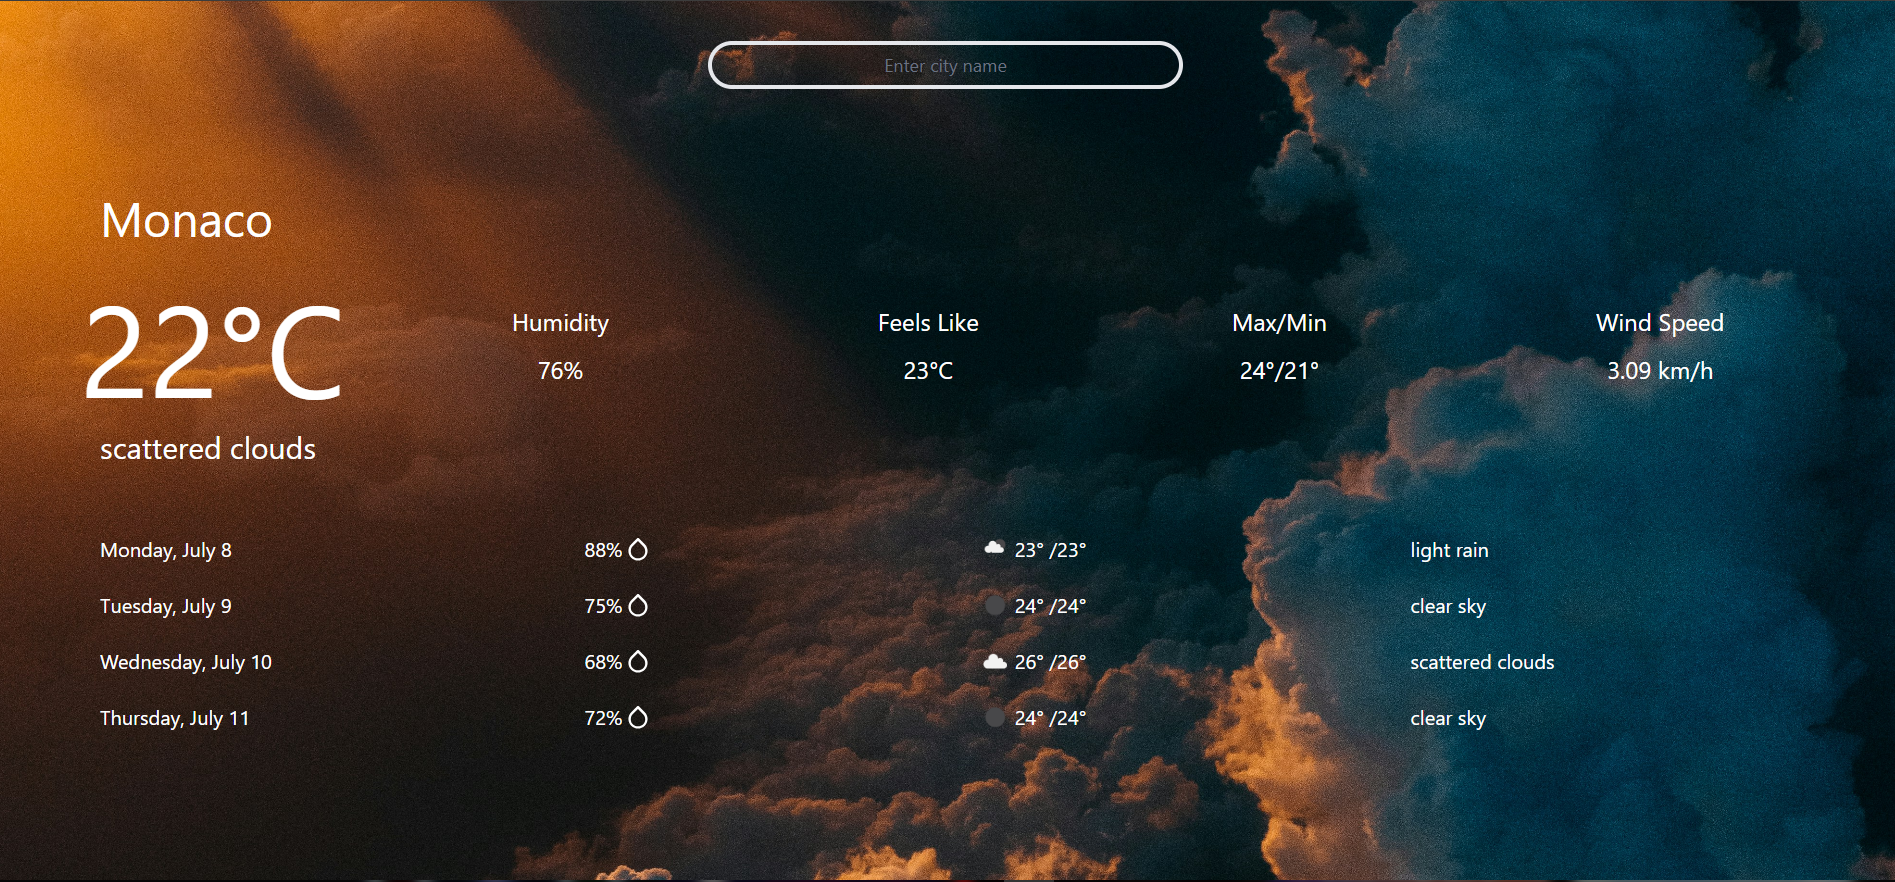 Enter city name
Monaco
22°C
Humidity
76%
Feels Like
23°C
Max/Min
24°/21°
Wind Speed
3.09 km/h
scattered clouds
Monday, July 8 88% 23° /23° light rain
Tuesday, July 9 75% 24° /24° clear sky
Wednesday, July 10 68% 26° /26° scattered clouds
Thursday, July 11 72% 24° /24° clear sky